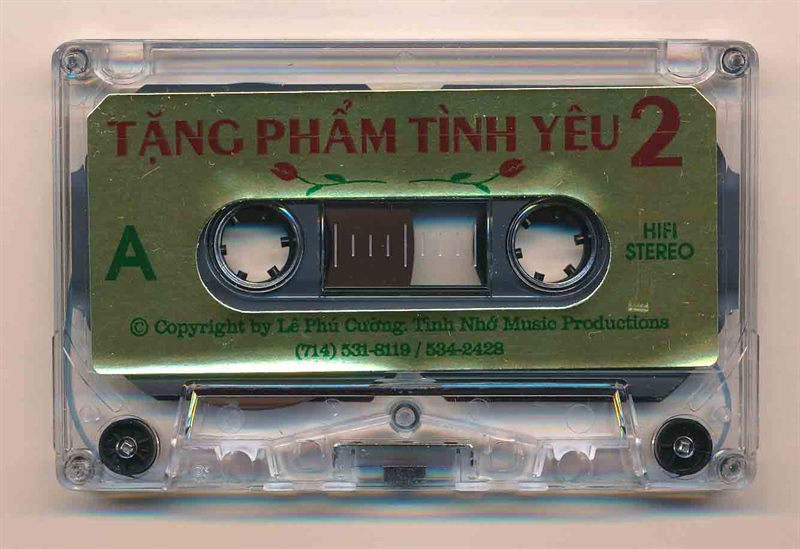 TẶNG PHẨM TÌNH YÊU 2
A
HIFI
STEREO
© Copyright by Lê Phú Cường. Tình Nhớ Music Productions
(714) 531-8119 / 534-2428